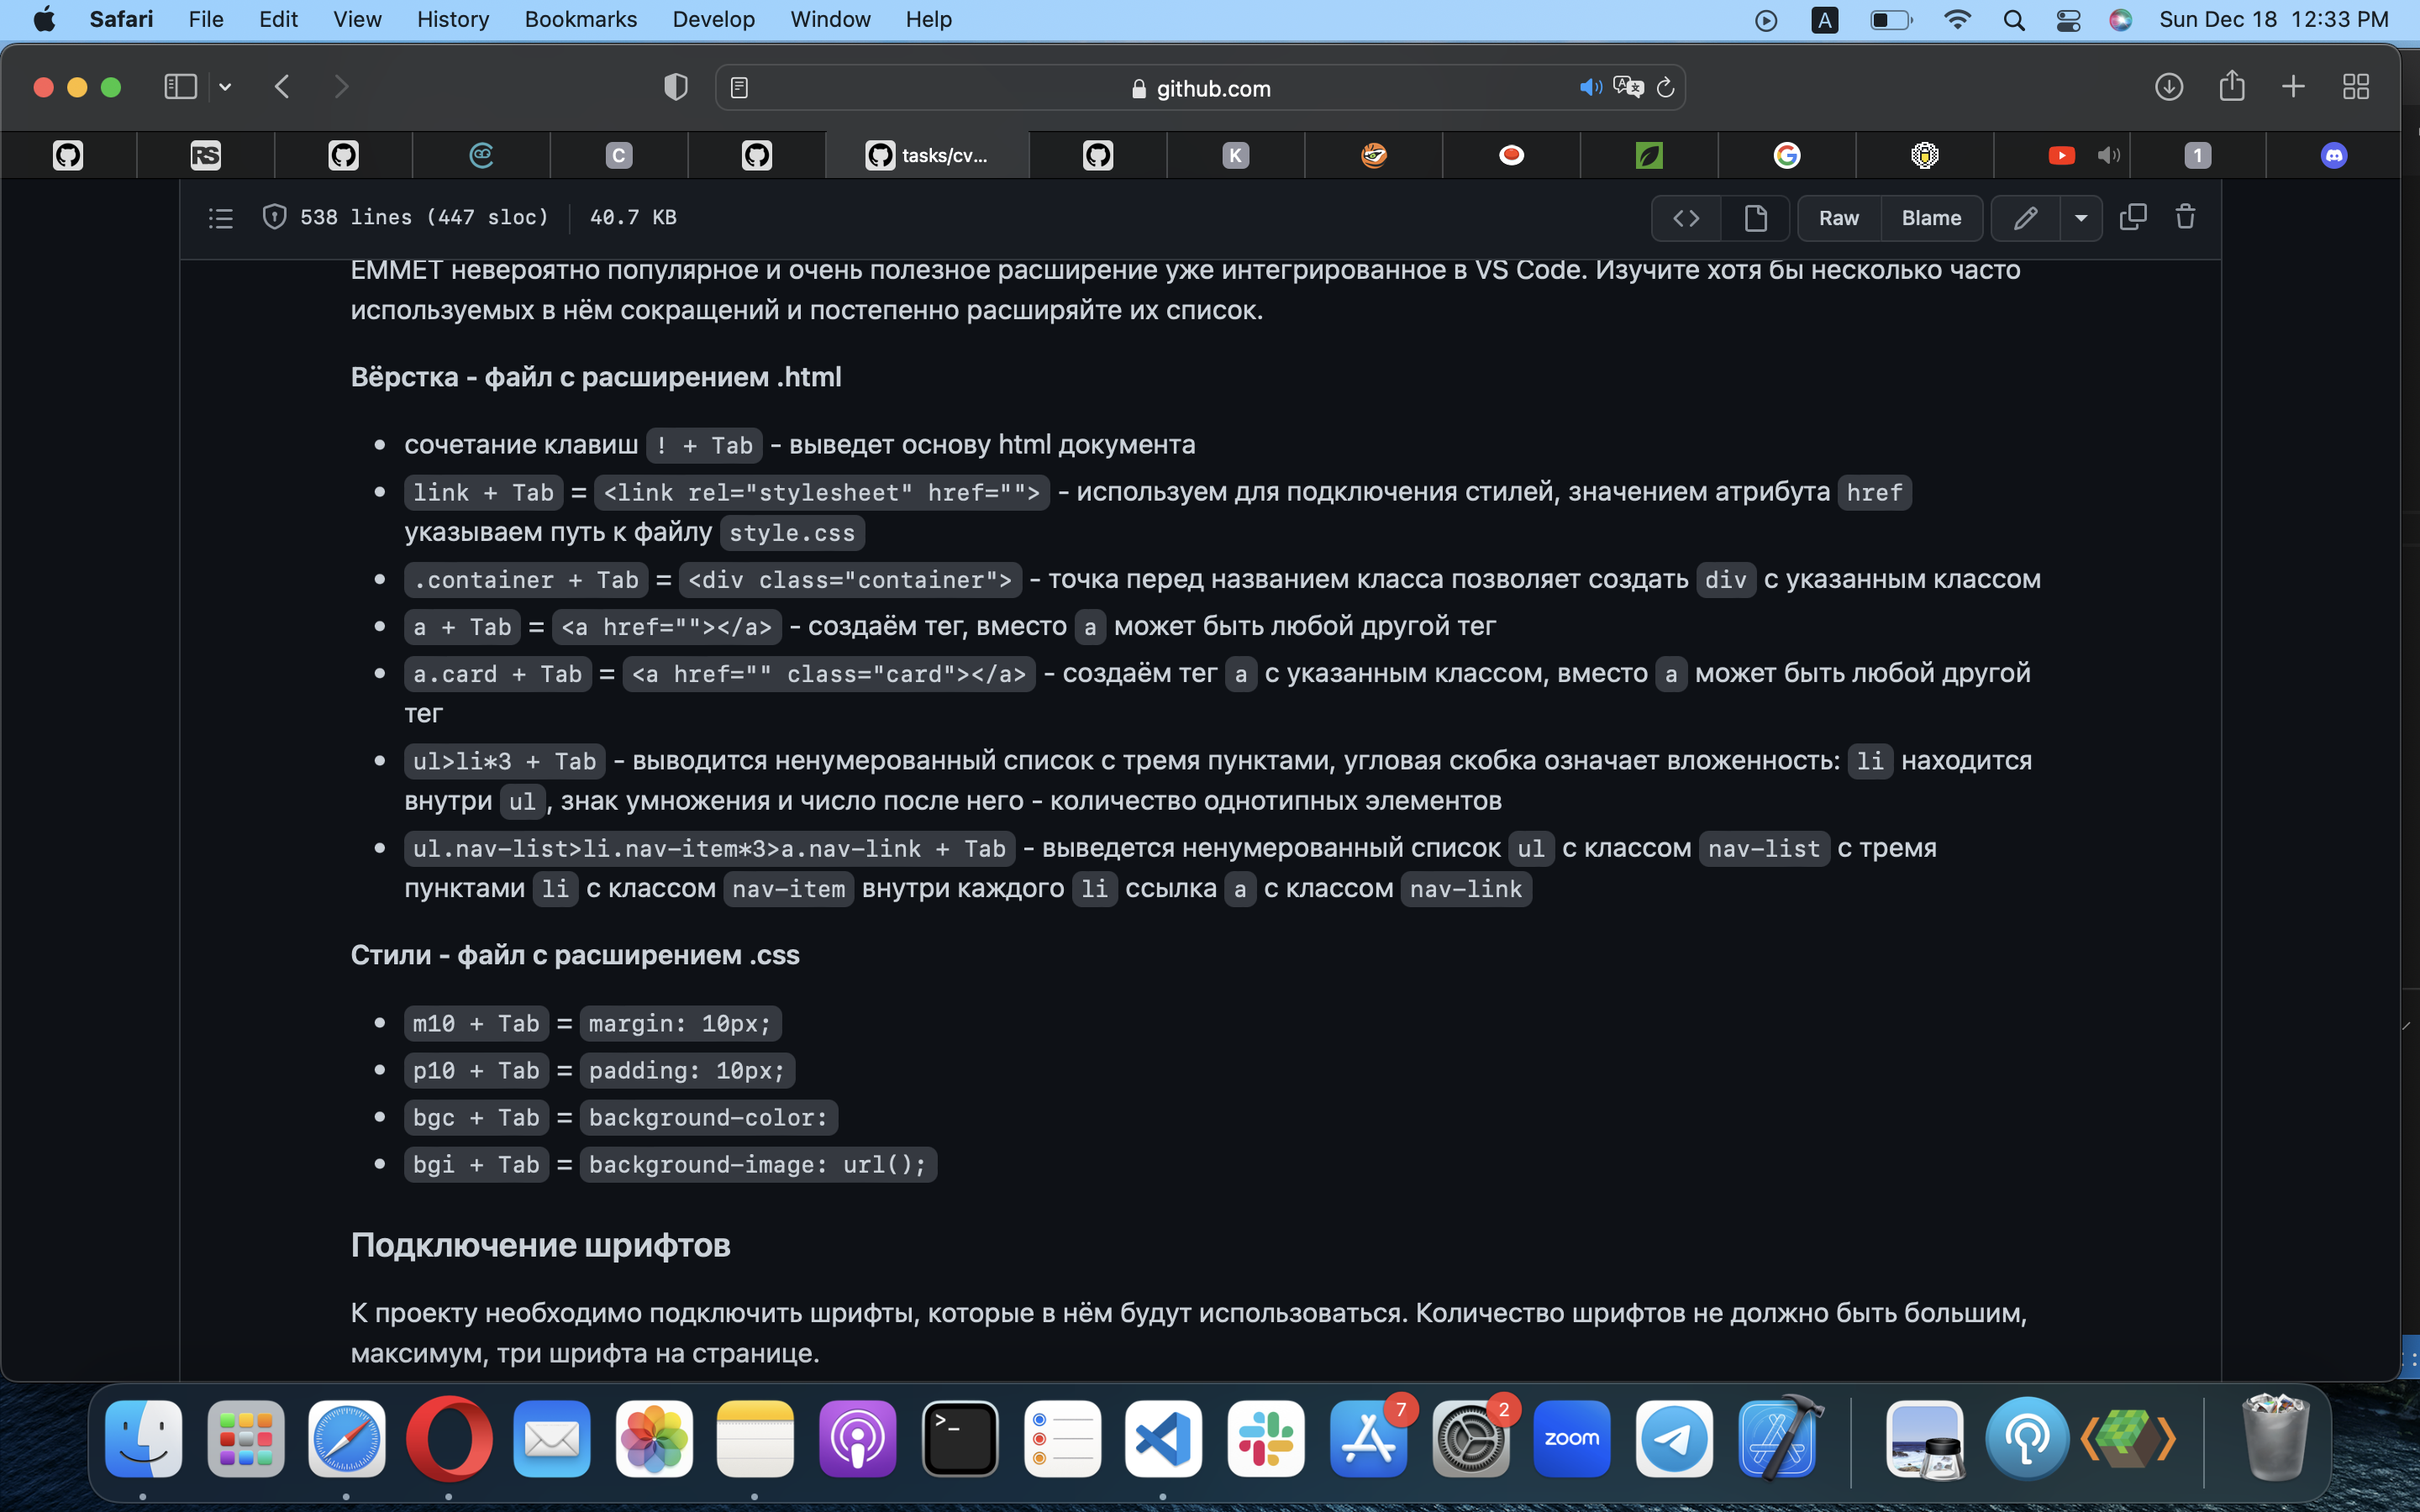 Safari File Edit View History Bookmarks Develop Window Help A Sun Dec 18 12:33 PM
github.com
RS C tasks/cv... K 1
538 lines (447 sloc) 40.7 KB Raw Blame
EMMET невероятно популярное и очень полезное расширение уже интегрированное в VS Code. Изучите хотя бы несколько часто
используемых в нём сокращений и постепенно расширяйте их список.
Вёрстка - файл с расширением .html
сочетание клавиш ! + Tab - выведет основу html документа
link + Tab = <link rel="stylesheet" href=""> - используем для подключения стилей, значением атрибута href
указываем путь к файлу style.css
.container + Tab = <div class="container"> - точка перед названием класса позволяет создать div с указанным классом
a + Tab = <a href=""></a> - создаём тег, вместо a может быть любой другой тег
a.card + Tab = <a href="" class="card"></a> - создаём тег a с указанным классом, вместо a может быть любой другой
тег
ul>li*3 + Tab - выводится ненумерованный список с тремя пунктами, угловая скобка означает вложенность: li находится
внутри ul, знак умножения и число после него - количество однотипных элементов
ul.nav-list>li.nav-item*3>a.nav-link + Tab - выведется ненумерованный список ul с классом nav-list с тремя
пунктами li с классом nav-item внутри каждого li ссылка a с классом nav-link
Стили - файл с расширением .css
m10 + Tab = margin: 10px;
p10 + Tab = padding: 10px;
bgc + Tab = background-color:
bgi + Tab = background-image: url();
Подключение шрифтов
К проекту необходимо подключить шрифты, которые в нём будут использоваться. Количество шрифтов не должно быть большим,
максимум, три шрифта на странице.
7 2 zoom